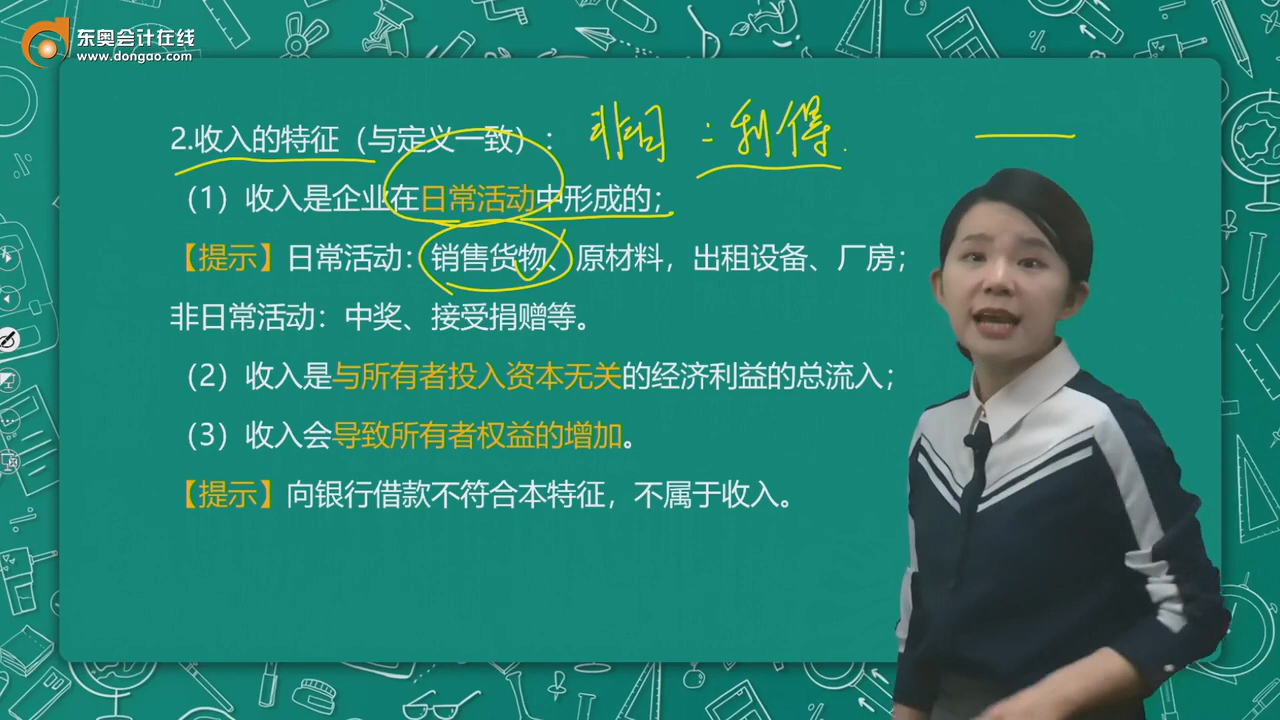 东奥会计在线
www.dongao.com
2.收入的特征（与定义一致）： 非日：利得.
（1）收入是企业在日常活动中形成的；
【提示】日常活动：销售货物、原材料，出租设备、厂房；
非日常活动：中奖、接受捐赠等。
（2）收入是与所有者投入资本无关的经济利益的总流入；
（3）收入会导致所有者权益的增加。
【提示】向银行借款不符合本特征，不属于收入。